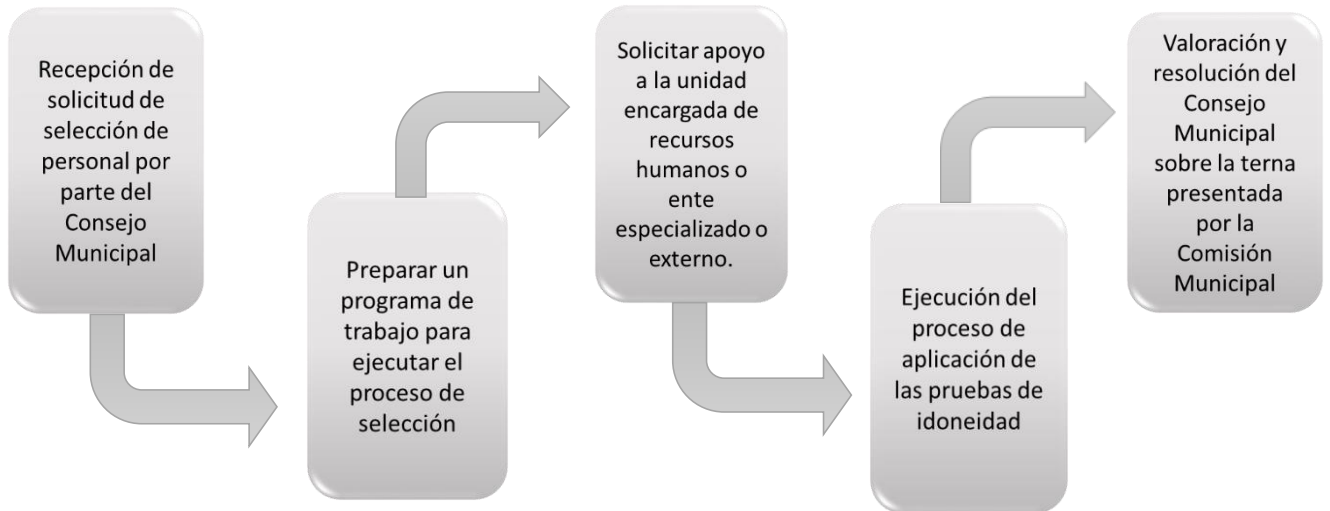 Recepción de
solicitud de
selección de
personal por
parte del
Consejo
Municipal
Preparar un
programa de
trabajo para
ejecutar el
proceso de
selección
Solicitar apoyo
a la unidad
encargada de
recursos
humanos o
ente
especializado o
externo.
Ejecución del
proceso de
aplicación de
las pruebas de
idoneidad
Valoración y
resolución del
Consejo
Municipal
sobre la terna
presentada
por la
Comisión
Municipal